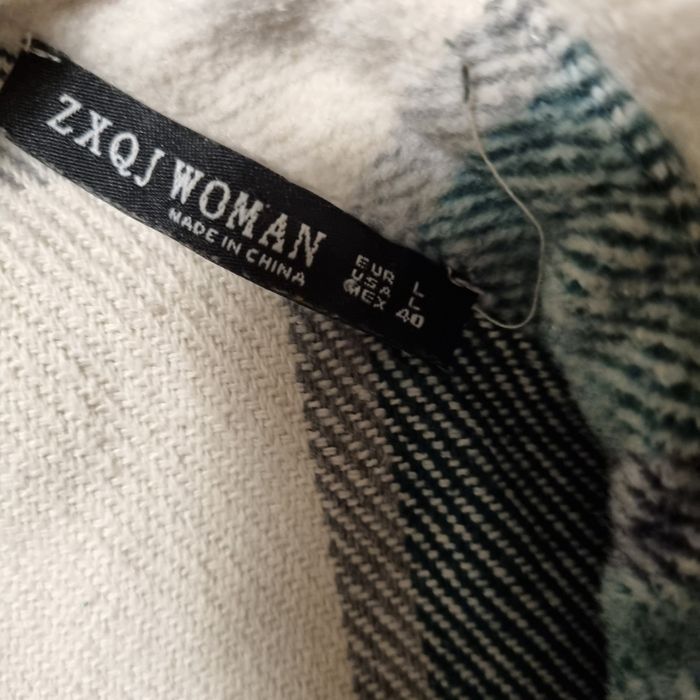 ZXQJ WOMAN
MADE IN CHINA
EUR L
USA L
MEX 40